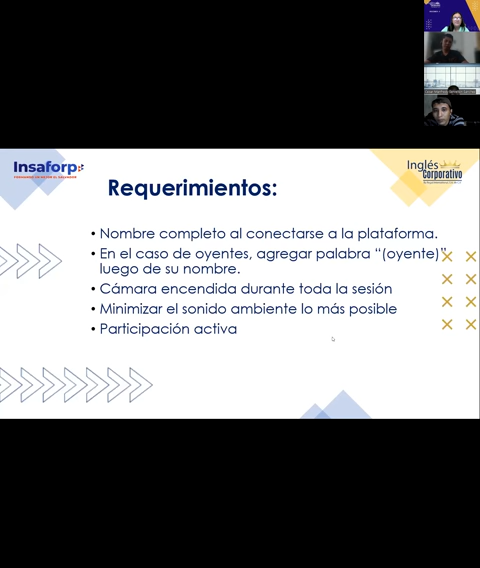 Insaforp
Inglés
Corporativo
Requerimientos:
• Nombre completo al conectarse a la plataforma.
• En el caso de oyentes, agregar palabra “(oyente)”
luego de su nombre.
• Cámara encendida durante toda la sesión
• Minimizar el sonido ambiente lo más posible
• Participación activa